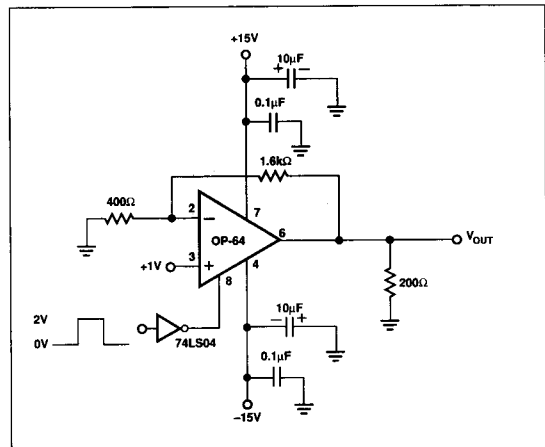 +15V
10µF
+ −
0.1µF
1.6kΩ
400Ω
2
−
7
OP-64
6
VOUT
+1V
3
+
4
8
200Ω
2V
0V
74LS04
10µF
− +
0.1µF
−15V